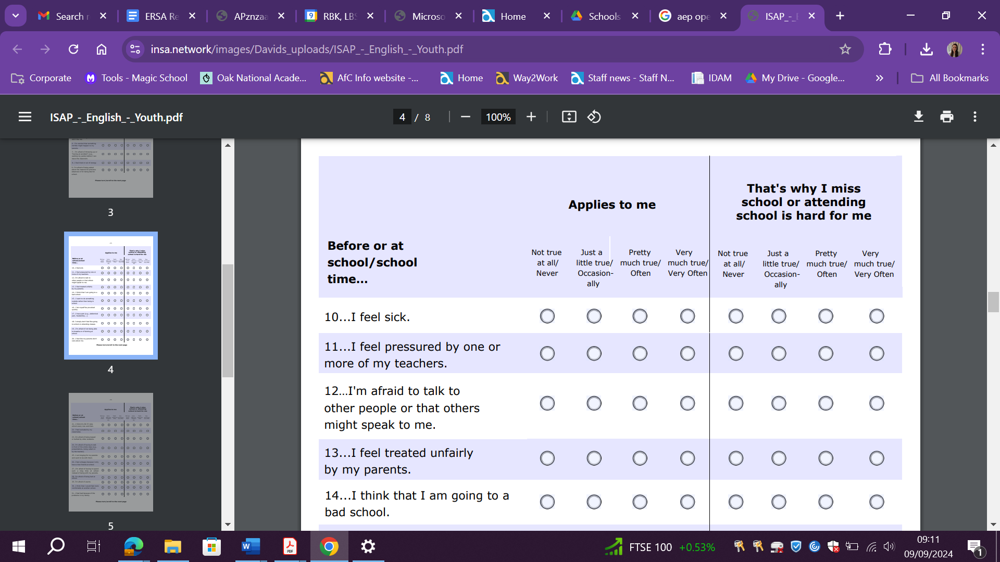 Search r
ERSA Re
APznzaa
RBK, LBS
Microso
Home
Schools
aep ope
ISAP_-_E
insa.network/images/Davids_uploads/ISAP_-_English_-_Youth.pdf
Corporate
Tools - Magic School
Oak National Acade...
AfC Info website -...
Home
Way2Work
Staff news - Staff N...
IDAM
My Drive - Google...
»
All Bookmarks
ISAP_-_English_-_Youth.pdf
4 / 8
100%
3
4
5
Applies to me
That's why I miss
school or attending
school is hard for me
Before or at
school/school
time...
Not true
at all/
Never
Just a
little true/
Occasion-
ally
Pretty
much true/
Often
Very
much true/
Very Often
Not true
at all/
Never
Just a
little true/
Occasion-
ally
Pretty
much true/
Often
Very
much true/
Very Often
10...I feel sick.
11...I feel pressured by one or
more of my teachers.
12...I'm afraid to talk to
other people or that others
might speak to me.
13...I feel treated unfairly
by my parents.
14...I think that I am going to a
bad school.
FTSE 100 +0.53%
09:11
09/09/2024
1